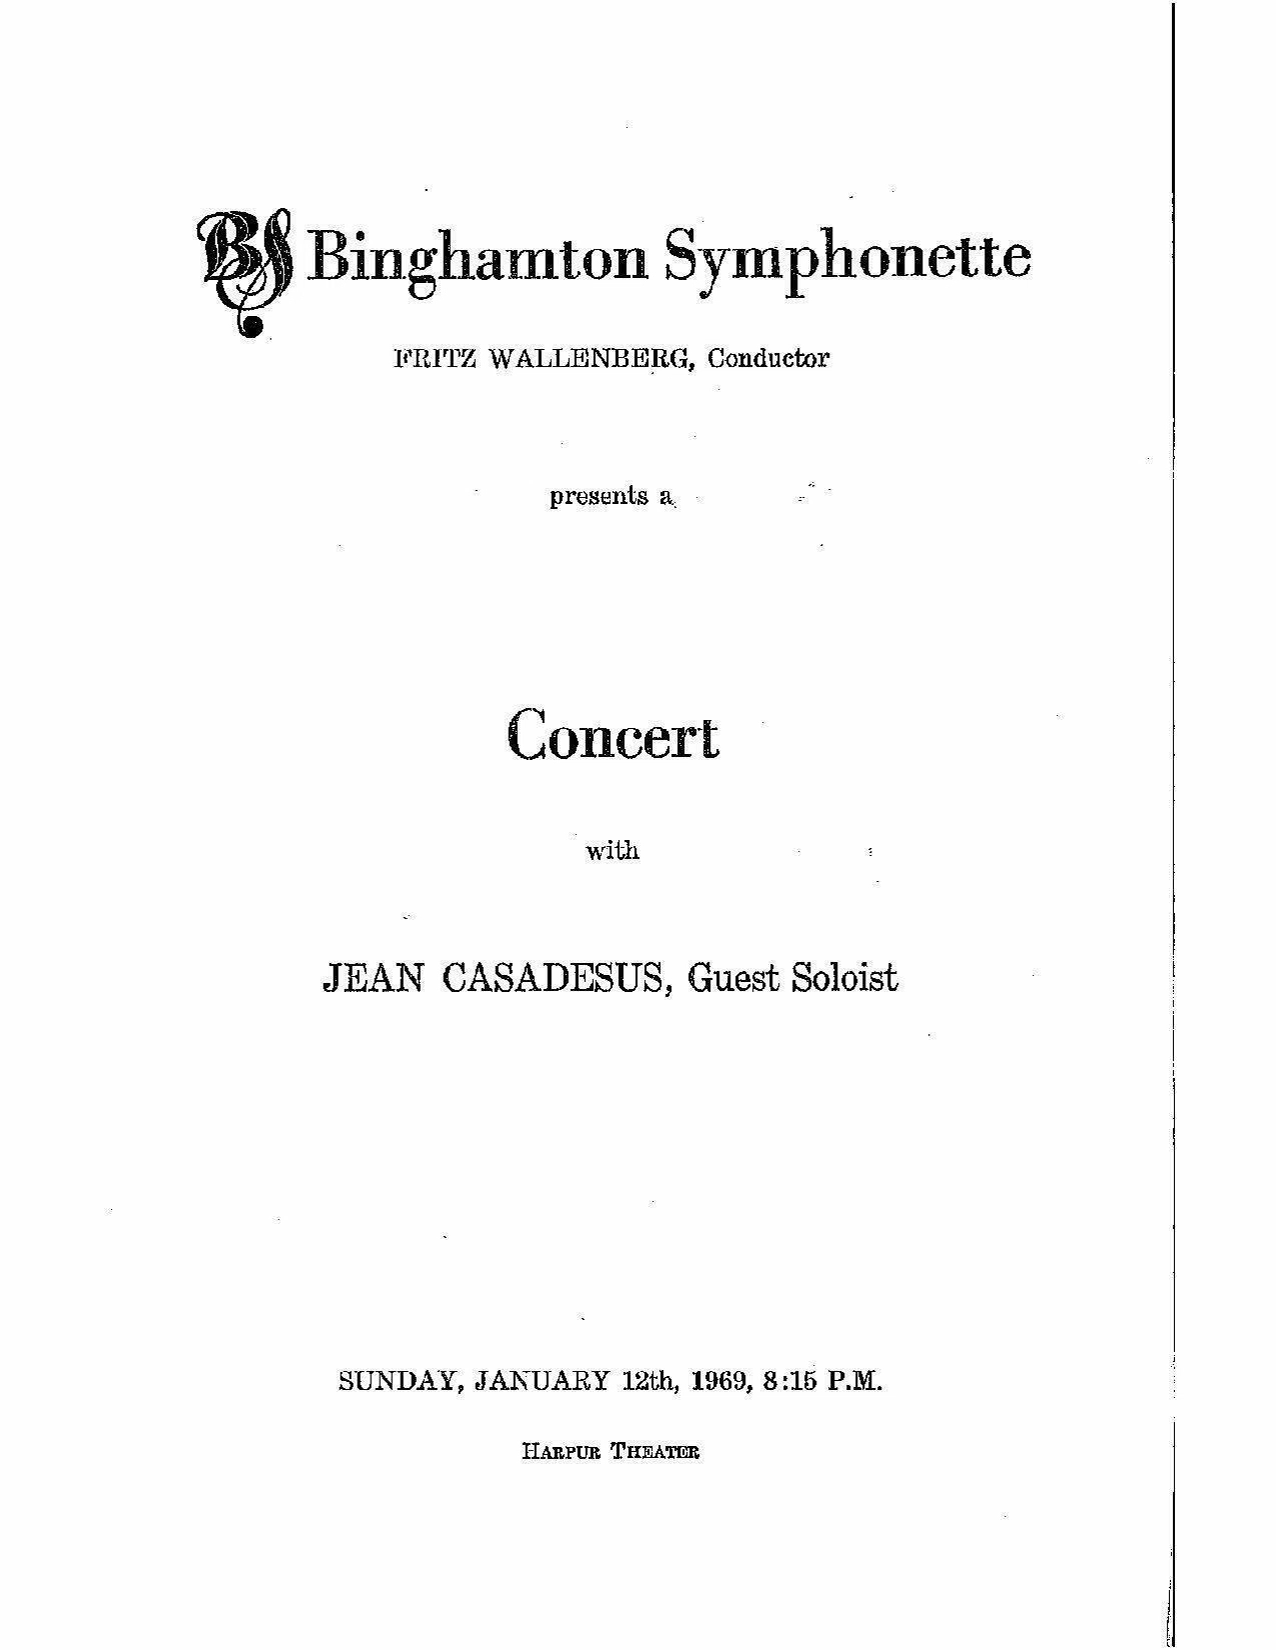 BS Binghamton Symphonette
FRITZ WALLENBERG, Conductor
presents a
Concert
with
JEAN CASADESUS, Guest Soloist
SUNDAY, JANUARY 12th, 1969, 8:15 P.M.
HARPUR THEATER